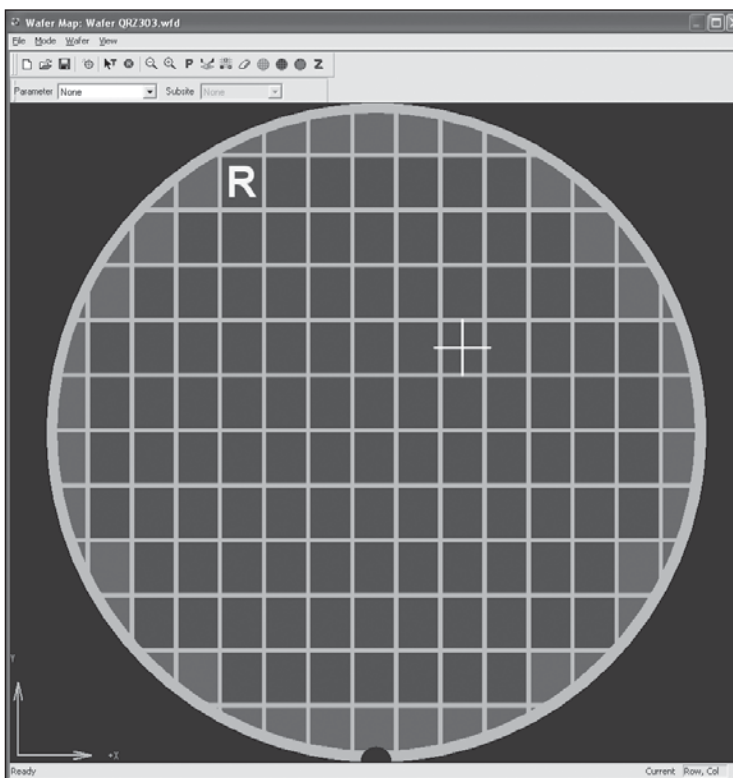 Wafer Map: Wafer QRZ303.wfd
File Mode Wafer View
P Z
Parameter None Subsite None
R
Y
+X
Ready Current Row, Col